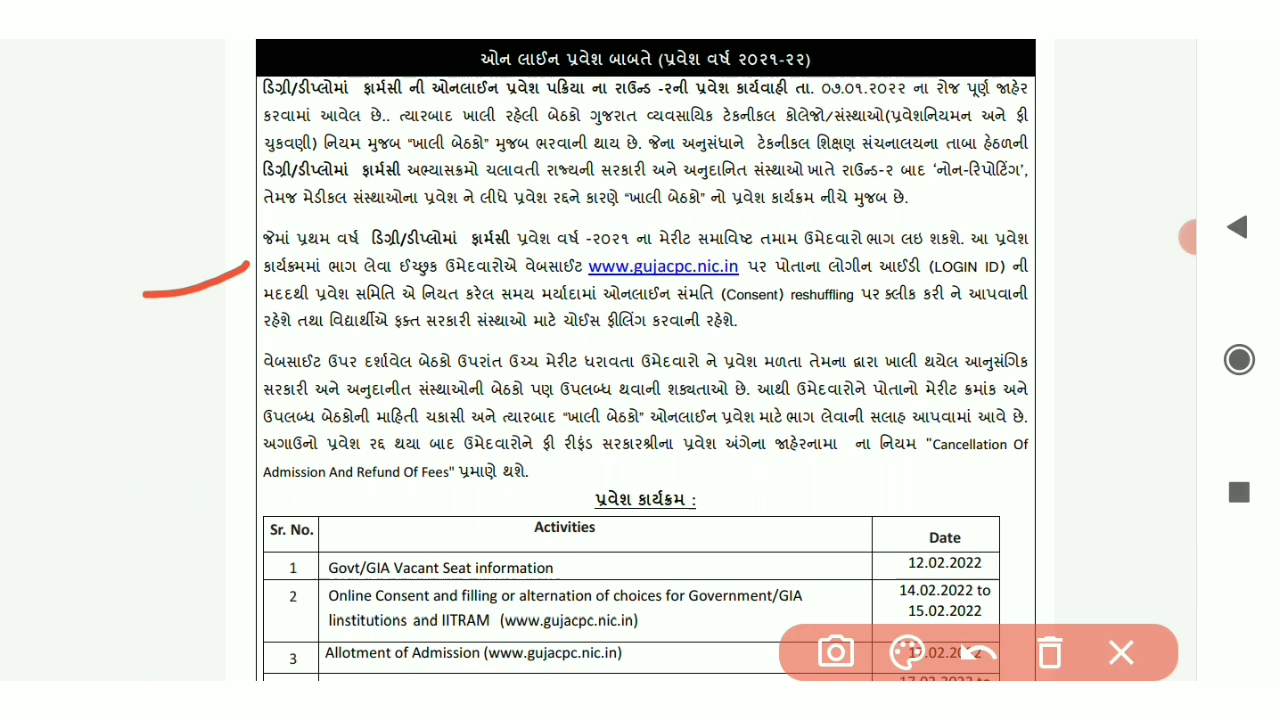 ઓન લાઈન પ્રવેશ બાબતે (પ્રવેશ વર્ષ ૨૦૨૧-૨૨)
ડિગ્રી/ડીપ્લોમાં ફાર્મસી ની ઓનલાઈન પ્રવેશ પક્રિયા ના રાઉન્ડ -૨ની પ્રવેશ કાર્યવાહી તા. ૦૭.૦૧.૨૦૨૨ ના રોજ પૂર્ણ જાહેર
કરવામાં આવેલ છે.. ત્યારબાદ ખાલી રહેલી બેઠકો ગુજરાત વ્યવસાયિક ટેકનીકલ કોલેજો/સંસ્થાઓ(પ્રવેશનિયમન અને ફી
ચુકવણી) નિયમ મુજબ “ખાલી બેઠકો” મુજબ ભરવાની થાય છે. જેના અનુસંધાને ટેકનીકલ શિક્ષણ સંચનાલયના તાબા હેઠળની
ડિગ્રી/ડીપ્લોમાં ફાર્મસી અભ્યાસક્રમો ચલાવતી રાજ્યની સરકારી અને અનુદાનિત સંસ્થાઓ ખાતે રાઉન્ડ-૨ બાદ ‘નોન-રિપોટિંગ’,
તેમજ મેડીકલ સંસ્થાઓના પ્રવેશ ને લીધે પ્રવેશ રદ્દને કારણે “ખાલી બેઠકો” નો પ્રવેશ કાર્યક્રમ નીચે મુજબ છે.
જેમાં પ્રથમ વર્ષ ડિગ્રી/ડીપ્લોમાં ફાર્મસી પ્રવેશ વર્ષ -૨૦૨૧ ના મેરીટ સમાવિષ્ટ તમામ ઉમેદવારો ભાગ લઇ શકશે. આ પ્રવેશ
કાર્યક્રમમાં ભાગ લેવા ઈચ્છુક ઉમેદવારોએ વેબસાઈટ www.gujacpc.nic.in પર પોતાના લોગીન આઈડી (LOGIN ID) ની
મદદથી પ્રવેશ સમિતિ એ નિયત કરેલ સમય મર્યાદામાં ઓનલાઈન સંમતિ (Consent) reshuffling પર ક્લીક કરી ને આપવાની
રહેશે તથા વિદ્યાર્થીએ ફક્ત સરકારી સંસ્થાઓ માટે ચોઈસ ફીલિંગ કરવાની રહેશે.
વેબસાઈટ ઉપર દર્શાવેલ બેઠકો ઉપરાંત ઉચ્ચ મેરીટ ધરાવતા ઉમેદવારો ને પ્રવેશ મળતા તેમના દ્વારા ખાલી થયેલ આનુસંગિક
સરકારી અને અનુદાનીત સંસ્થાઓની બેઠકો પણ ઉપલબ્ધ થવાની શક્યતાઓ છે. આથી ઉમેદવારોને પોતાનો મેરીટ ક્રમાંક અને
ઉપલબ્ધ બેઠકોની માહિતી ચકાસી અને ત્યારબાદ “ખાલી બેઠકો” ઓનલાઈન પ્રવેશ માટે ભાગ લેવાની સલાહ આપવામાં આવે છે.
અગાઉનો પ્રવેશ રદ્દ થયા બાદ ઉમેદવારોને ફી રીફંડ સરકારશ્રીના પ્રવેશ અંગેના જાહેરનામા ના નિયમ "Cancellation Of
Admission And Refund Of Fees" પ્રમાણે થશે.
પ્રવેશ કાર્યક્રમ :
Sr. No. Activities Date
1 Govt/GIA Vacant Seat information 12.02.2022
2 Online Consent and filling or alternation of choices for Government/GIA 14.02.2022 to
Iinstitutions and IITRAM (www.gujacpc.nic.in) 15.02.2022
3 Allotment of Admission (www.gujacpc.nic.in)